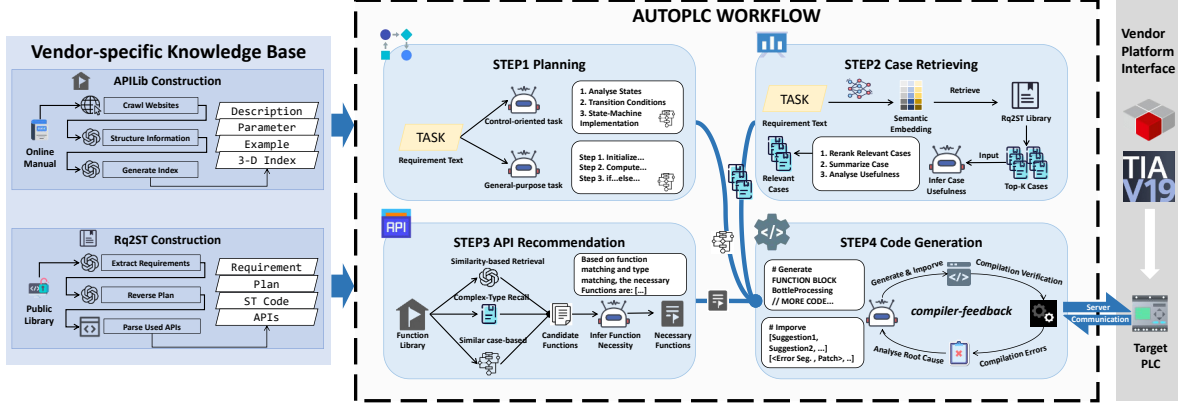 Vendor-specific Knowledge Base
APILib Construction
Crawl Websites
Structure Information
Generate Index
Online
Manual
Description
Parameter
Example
3-D Index
Rq2ST Construction
Extract Requirements
Reverse Plan
Parse Used APIs
Public
Library
Requirement
Plan
ST Code
APIs
AUTOPLC WORKFLOW
STEP1 Planning
TASK
Requirement Text
Control-oriented task
General-purpose task
1. Analyse States
2. Transition Conditions
3. State-Machine
Implementation
Step 1. Initialize...
Step 2. Compute...
Step 3. if...else...
STEP2 Case Retrieving
TASK
Requirement Text
Semantic
Embedding
Retrieve
Rq2ST Library
Input
Top-K Cases
Infer Case
Usefulness
1. Rerank Relevant Cases
2. Summarize Case
3. Analyse Usefulness
Relevant
Cases
API
STEP3 API Recommendation
Similarity-based Retrieval
Complex-Type Recall
Similar case-based
Function
Library
Candidate
Functions
Based on function
matching and type
matching, the necessary
Functions are: [...]
Infer Function
Necessity
Necessary
Functions
STEP4 Code Generation
# Generate
FUNCTION BLOCK
BottleProcessing
// MORE CODE...
# Imporve
[Suggestion1,
Suggestion2, ...]
[<Error Seg. , Patch>, ..]
Generate & Imporve
Compilation Verification
compiler-feedback
Analyse Root Cause
Compilation Errors
Vendor
Platform
Interface
TIA
V19
Server
Communication
Target
PLC